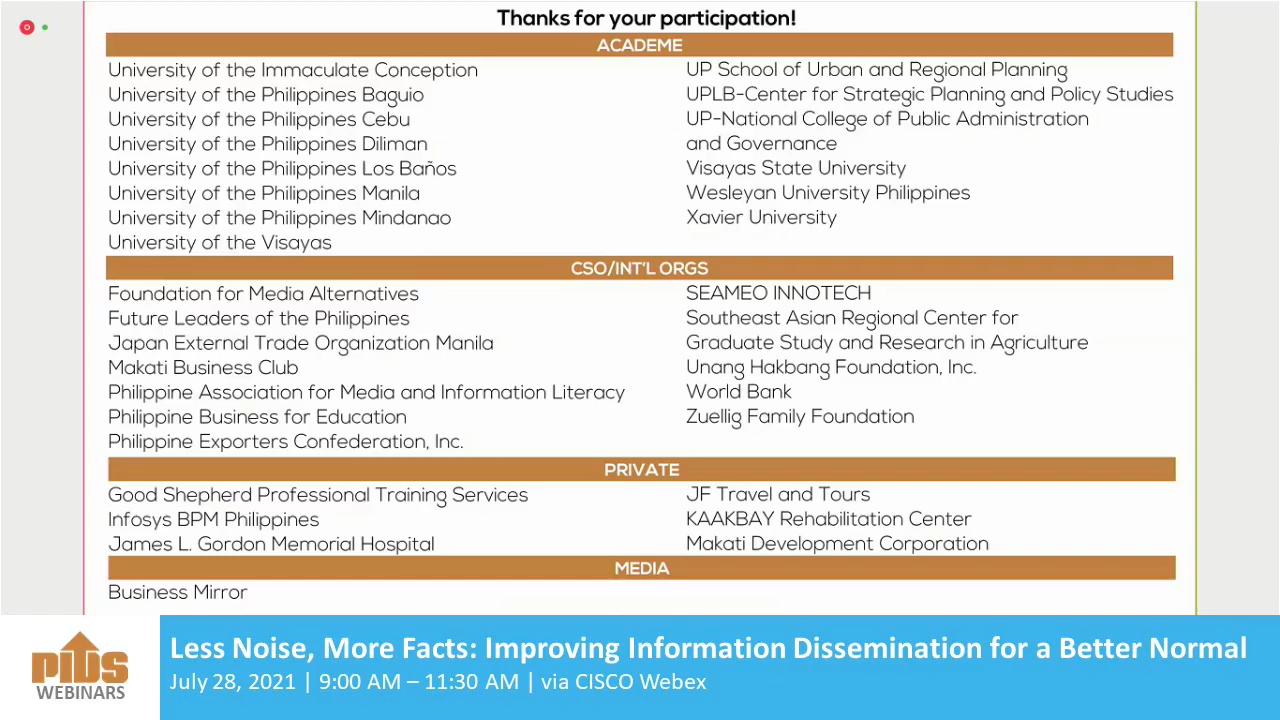 Thanks for your participation!
ACADEME
University of the Immaculate Conception
University of the Philippines Baguio
University of the Philippines Cebu
University of the Philippines Diliman
University of the Philippines Los Baños
University of the Philippines Manila
University of the Philippines Mindanao
University of the Visayas
UP School of Urban and Regional Planning
UPLB-Center for Strategic Planning and Policy Studies
UP-National College of Public Administration
and Governance
Visayas State University
Wesleyan University Philippines
Xavier University
CSO/INT'L ORGS
Foundation for Media Alternatives
Future Leaders of the Philippines
Japan External Trade Organization Manila
Makati Business Club
Philippine Association for Media and Information Literacy
Philippine Business for Education
Philippine Exporters Confederation, Inc.
SEAMEO INNOTECH
Southeast Asian Regional Center for
Graduate Study and Research in Agriculture
Unang Hakbang Foundation, Inc.
World Bank
Zuellig Family Foundation
PRIVATE
Good Shepherd Professional Training Services
Infosys BPM Philippines
James L. Gordon Memorial Hospital
JF Travel and Tours
KAAKBAY Rehabilitation Center
Makati Development Corporation
MEDIA
Business Mirror
PIDS
WEBINARS
Less Noise, More Facts: Improving Information Dissemination for a Better Normal
July 28, 2021 | 9:00 AM – 11:30 AM | via CISCO Webex